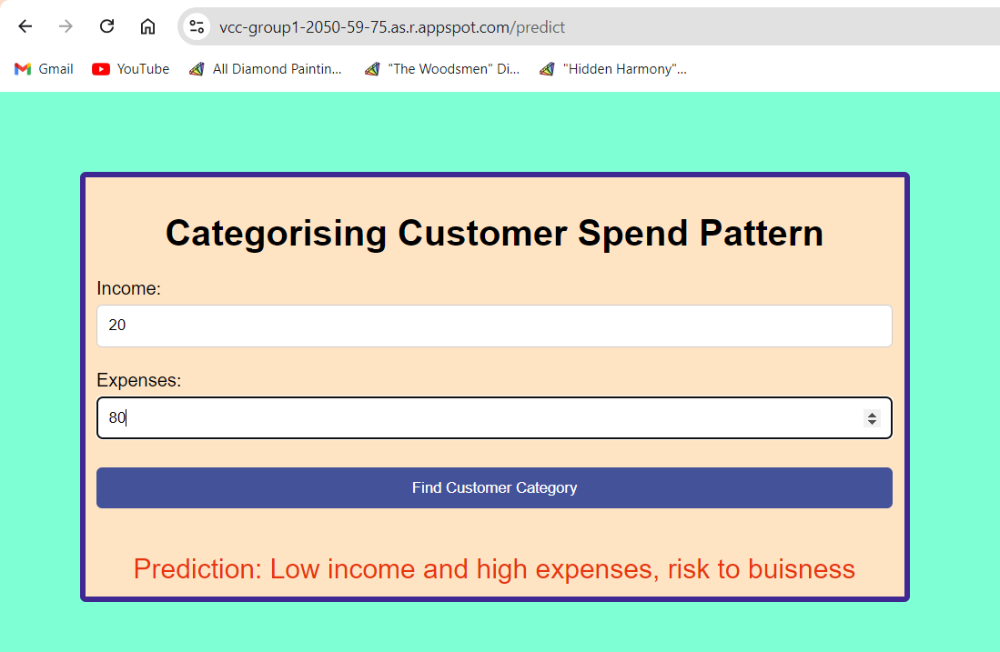 vcc-group1-2050-59-75.as.r.appspot.com/predict
Gmail YouTube All Diamond Paintin... "The Woodsmen" Di... "Hidden Harmony"...
Categorising Customer Spend Pattern
Income:
20
Expenses:
80
Find Customer Category
Prediction: Low income and high expenses, risk to buisness